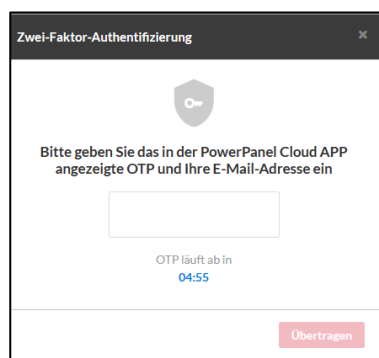 Zwei-Faktor-Authentifizierung
Bitte geben Sie das in der PowerPanel Cloud APP
angezeigte OTP und Ihre E-Mail-Adresse ein
OTP läuft ab in
04:55
Übertragen